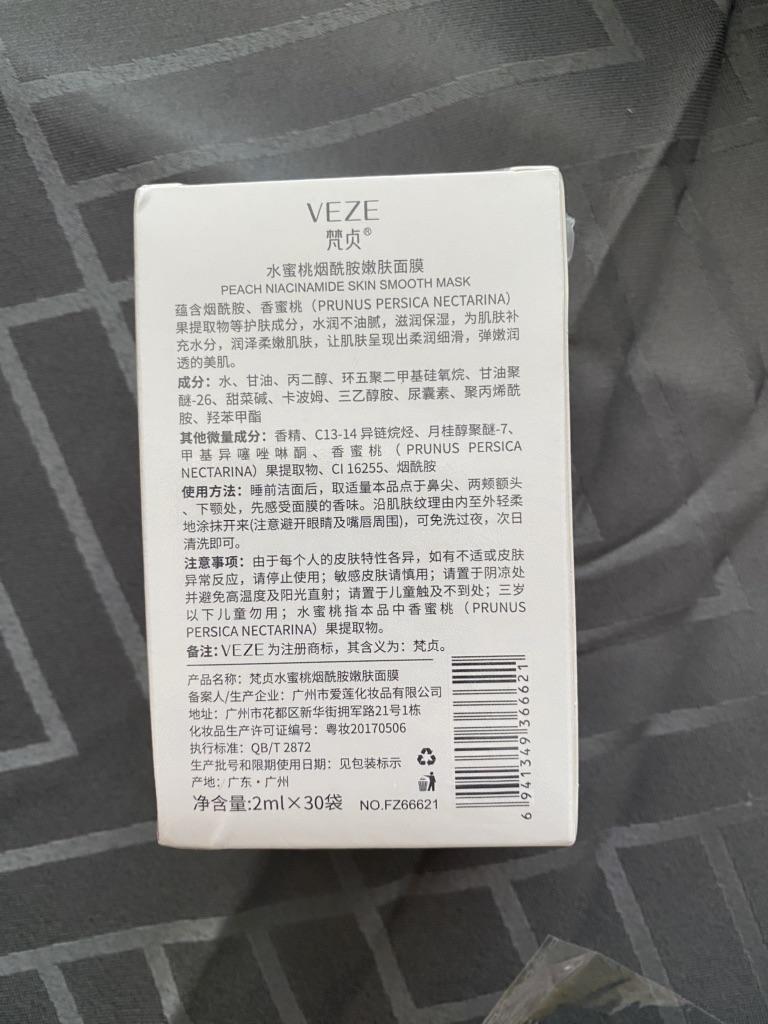 VEZE
梵贞®
水蜜桃烟酰胺嫩肤面膜
PEACH NIACINAMIDE SKIN SMOOTH MASK
蕴含烟酰胺、香蜜桃（PRUNUS PERSICA NECTARINA）
果提取物等护肤成分，水润不油腻，滋润保湿，为肌肤补
充水分，润泽柔嫩肌肤，让肌肤呈现出柔润细滑，弹嫩润
透的美肌。
成分：水、甘油、丙二醇、环五聚二甲基硅氧烷、甘油聚
醚-26、甜菜碱、卡波姆、三乙醇胺、尿囊素、聚丙烯酰
胺、羟苯甲酯
其他微量成分：香精、C13-14 异链烷烃、月桂醇聚醚-7、
甲基异噻唑啉酮、香蜜桃（PRUNUS PERSICA
NECTARINA）果提取物、CI 16255、烟酰胺
使用方法：睡前洁面后，取适量本品点于鼻尖、两颊额头
、下颚处，先感受面膜的香味。沿肌肤纹理由内至外轻柔
地涂抹开来(注意避开眼睛及嘴唇周围)，可免洗过夜，次日
清洗即可。
注意事项：由于每个人的皮肤特性各异，如有不适或皮肤
异常反应，请停止使用；敏感皮肤请慎用；请置于阴凉处
并避免高温度及阳光直射；请置于儿童触及不到处；三岁
以下儿童勿用；水蜜桃指本品中香蜜桃（PRUNUS
PERSICA NECTARINA）果提取物。
备注：VEZE 为注册商标，其含义为：梵贞。
产品名称：梵贞水蜜桃烟酰胺嫩肤面膜
备案人/生产企业：广州市爱莲化妆品有限公司
地址：广州市花都区新华街拥军路21号1栋
化妆品生产许可证编号：粤妆20170506
执行标准：QB/T 2872
生产批号和限期使用日期：见包装标示
产地：广东·广州
净含量:2ml×30袋 NO.FZ66621
6 941349 366621